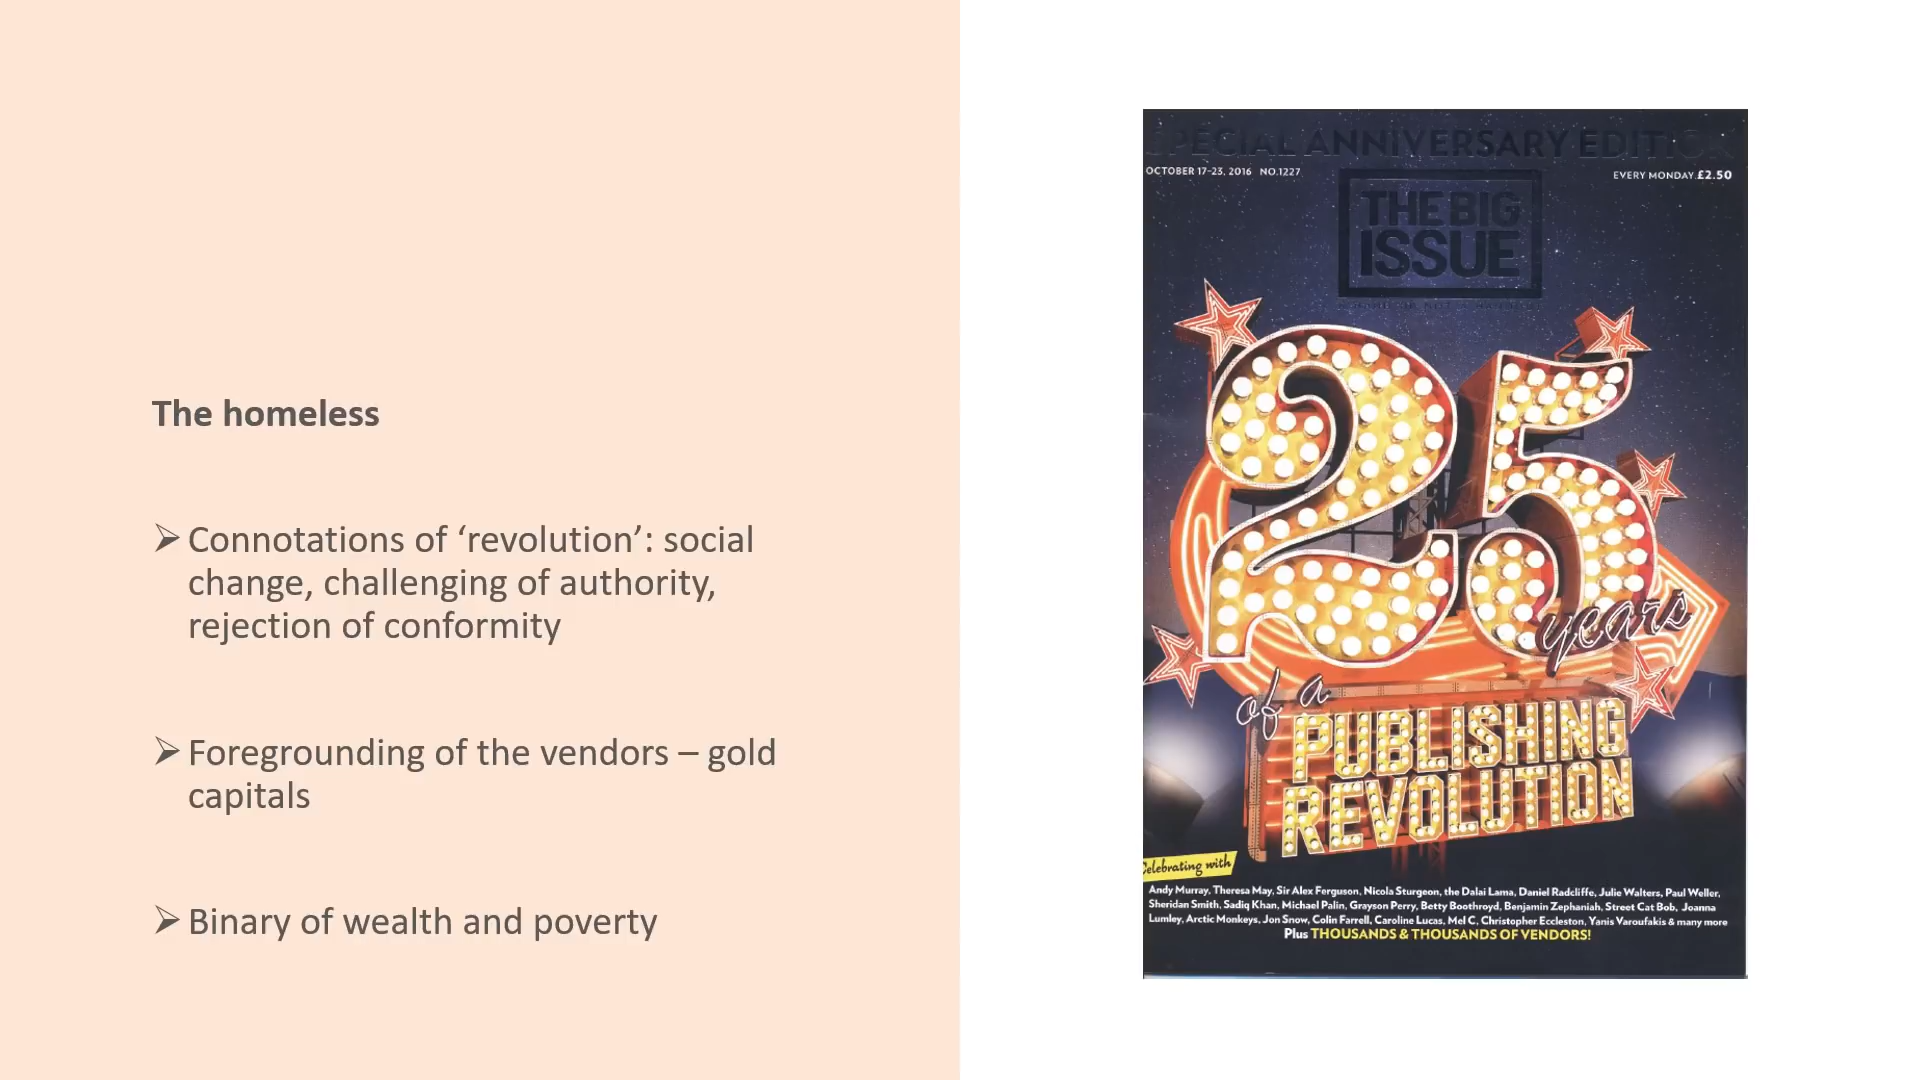 The homeless
➢ Connotations of ‘revolution’: social
change, challenging of authority,
rejection of conformity
➢ Foregrounding of the vendors – gold
capitals
➢ Binary of wealth and poverty
SPECIAL ANNIVERSARY EDITION
OCTOBER 17-23, 2016 NO.1227
EVERY MONDAY £2.50
THE BIG
ISSUE
25
years
of a
PUBLISHING
REVOLUTION
Celebrating with
Andy Murray, Theresa May, Sir Alex Ferguson, Nicola Sturgeon, the Dalai Lama, Daniel Radcliffe, Julie Walters, Paul Weller,
Sheridan Smith, Sadiq Khan, Michael Palin, Grayson Perry, Betty Boothroyd, Benjamin Zephaniah, Street Cat Bob, Joanna
Lumley, Arctic Monkeys, Jon Snow, Colin Farrell, Caroline Lucas, Mel C, Christopher Eccleston, Yanis Varoufakis & many more
Plus THOUSANDS & THOUSANDS OF VENDORS!